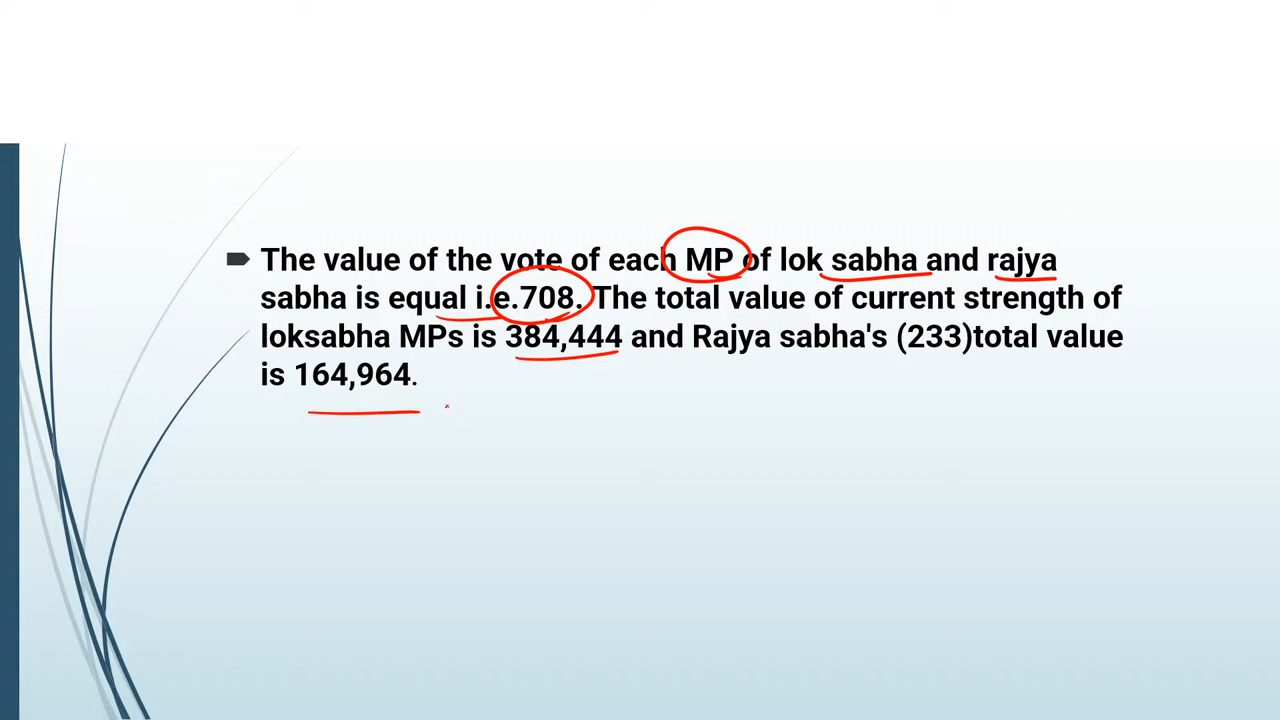 The value of the vote of each MP of lok sabha and rajya
sabha is equal i.e.708. The total value of current strength of
loksabha MPs is 384,444 and Rajya sabha's (233)total value
is 164,964.